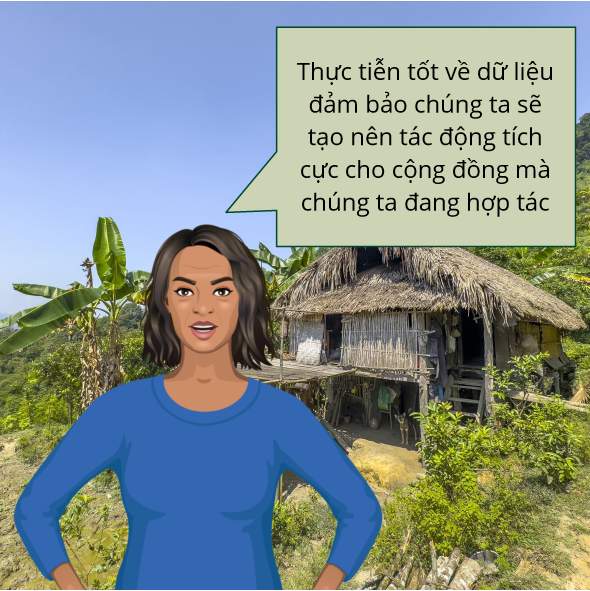 Thực tiễn tốt về dữ liệu
đảm bảo chúng ta sẽ
tạo nên tác động tích
cực cho cộng đồng mà
chúng ta đang hợp tác